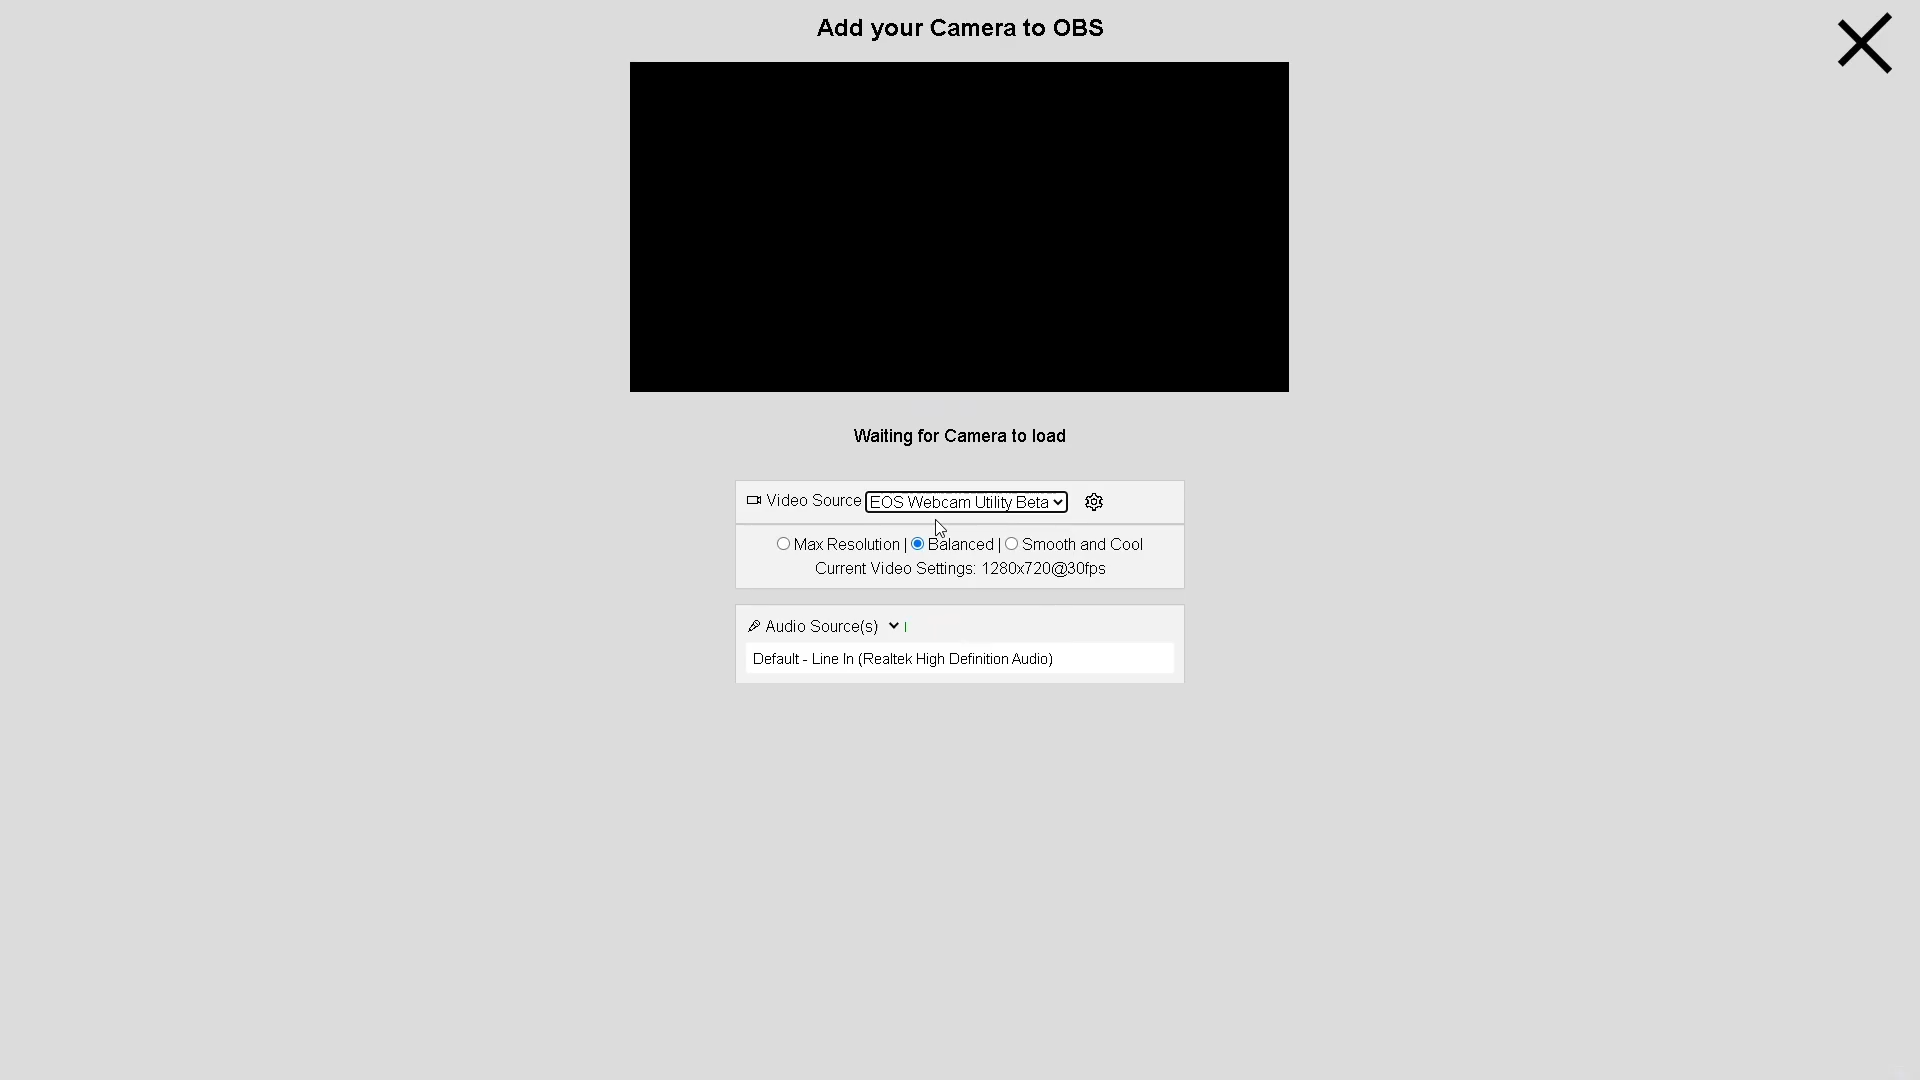 Add your Camera to OBS
Waiting for Camera to load
Video Source EOS Webcam Utility Beta
Max Resolution | Balanced | Smooth and Cool
Current Video Settings: 1280x720@30fps
Audio Source(s)
Default - Line In (Realtek High Definition Audio)